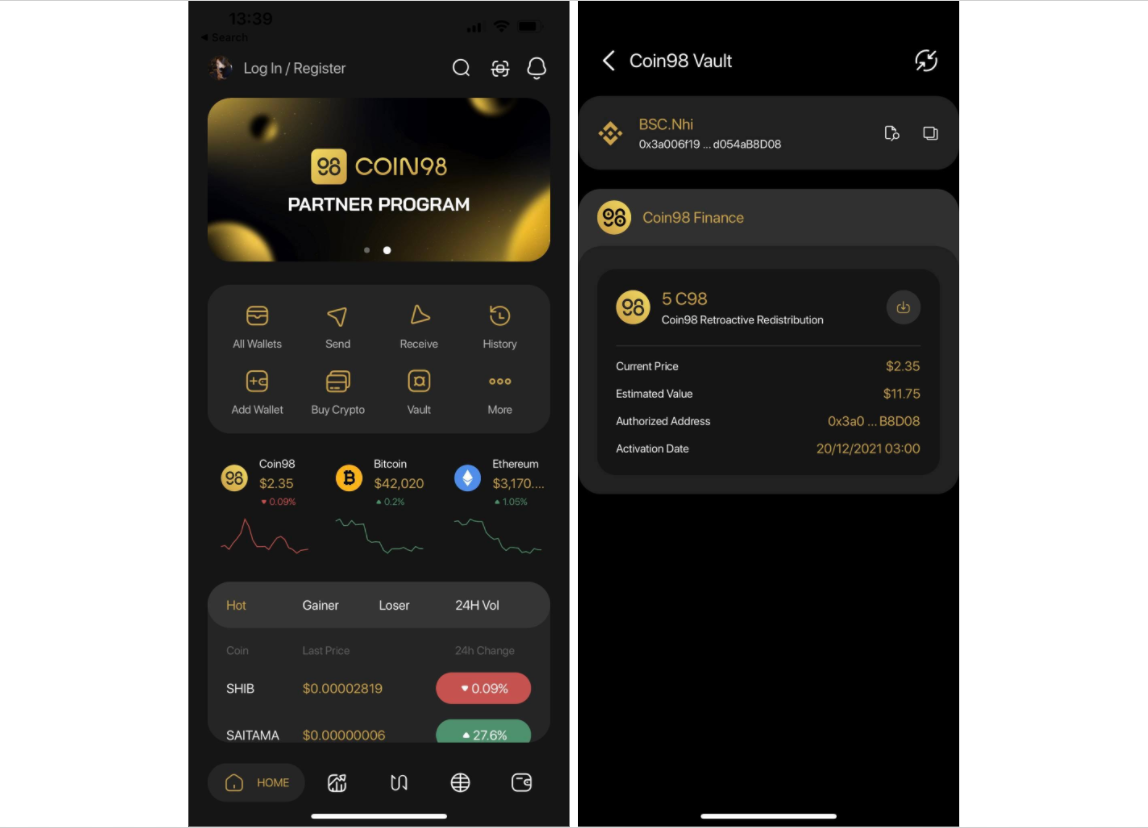 13:39
Search
Log In / Register
98 COIN98
PARTNER PROGRAM
All Wallets Send Receive History
Add Wallet Buy Crypto Vault More
Coin98 Bitcoin Ethereum
$2.35 $42,020 $3,170....
0.09% 0.2% 1.05%
Hot Gainer Loser 24H Vol
Coin Last Price 24h Change
SHIB $0.00002819 0.09%
SAITAMA $0.00000006 27.6%
HOME
Coin98 Vault
BSC.Nhi
0x3a006f19 ... d054aB8D08
98 Coin98 Finance
98 5 C98
Coin98 Retroactive Redistribution
Current Price $2.35
Estimated Value $11.75
Authorized Address 0x3a0 ... B8D08
Activation Date 20/12/2021 03:00